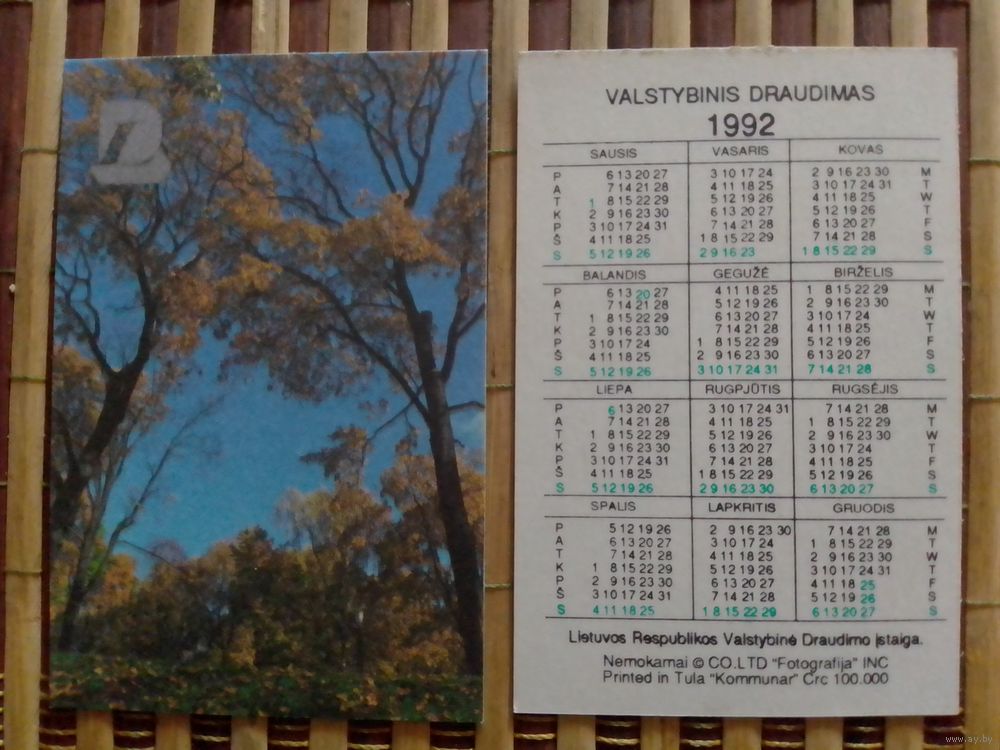 VALSTYBINIS DRAUDIMAS
1992
SAUSIS VASARIS KOVAS
P 6 13 20 27 3 10 17 24 2 9 16 23 30 M
A 7 14 21 28 4 11 18 25 3 10 17 24 31 T
T 1 8 15 22 29 5 12 19 26 4 11 18 25 W
K 2 9 16 23 30 6 13 20 27 5 12 19 26 T
P 3 10 17 24 31 7 14 21 28 6 13 20 27 F
Š 4 11 18 25 1 8 15 22 29 7 14 21 28 S
S 5 12 19 26 2 9 16 23 1 8 15 22 29 S
BALANDIS GEGUŽĖ BIRŽELIS
P 6 13 20 27 4 11 18 25 1 8 15 22 29 M
A 7 14 21 28 5 12 19 26 2 9 16 23 30 T
T 1 8 15 22 29 6 13 20 27 3 10 17 24 W
K 2 9 16 23 30 7 14 21 28 4 11 18 25 T
P 3 10 17 24 1 8 15 22 29 5 12 19 26 F
Š 4 11 18 25 2 9 16 23 30 6 13 20 27 S
S 5 12 19 26 3 10 17 24 31 7 14 21 28 S
LIEPA RUGPJŪTIS RUGSĖJIS
P 6 13 20 27 3 10 17 24 31 7 14 21 28 M
A 7 14 21 28 4 11 18 25 1 8 15 22 29 T
T 1 8 15 22 29 5 12 19 26 2 9 16 23 30 W
K 2 9 16 23 30 6 13 20 27 3 10 17 24 T
P 3 10 17 24 31 7 14 21 28 4 11 18 25 F
Š 4 11 18 25 1 8 15 22 29 5 12 19 26 S
S 5 12 19 26 2 9 16 23 30 6 13 20 27 S
SPALIS LAPKRITIS GRUODIS
P 5 12 19 26 2 9 16 23 30 7 14 21 28 M
A 6 13 20 27 3 10 17 24 1 8 15 22 29 T
T 7 14 21 28 4 11 18 25 2 9 16 23 30 W
K 1 8 15 22 29 5 12 19 26 3 10 17 24 31 T
P 2 9 16 23 30 6 13 20 27 4 11 18 25 F
Š 3 10 17 24 31 7 14 21 28 5 12 19 26 S
S 4 11 18 25 1 8 15 22 29 6 13 20 27 S
Lietuvos Respublikos Valstybinė Draudimo įstaiga.
Nemokamai © CO.LTD "Fotografija" INC
Printed in Tula "Kommunar" Crc 100.000
www.ay.by